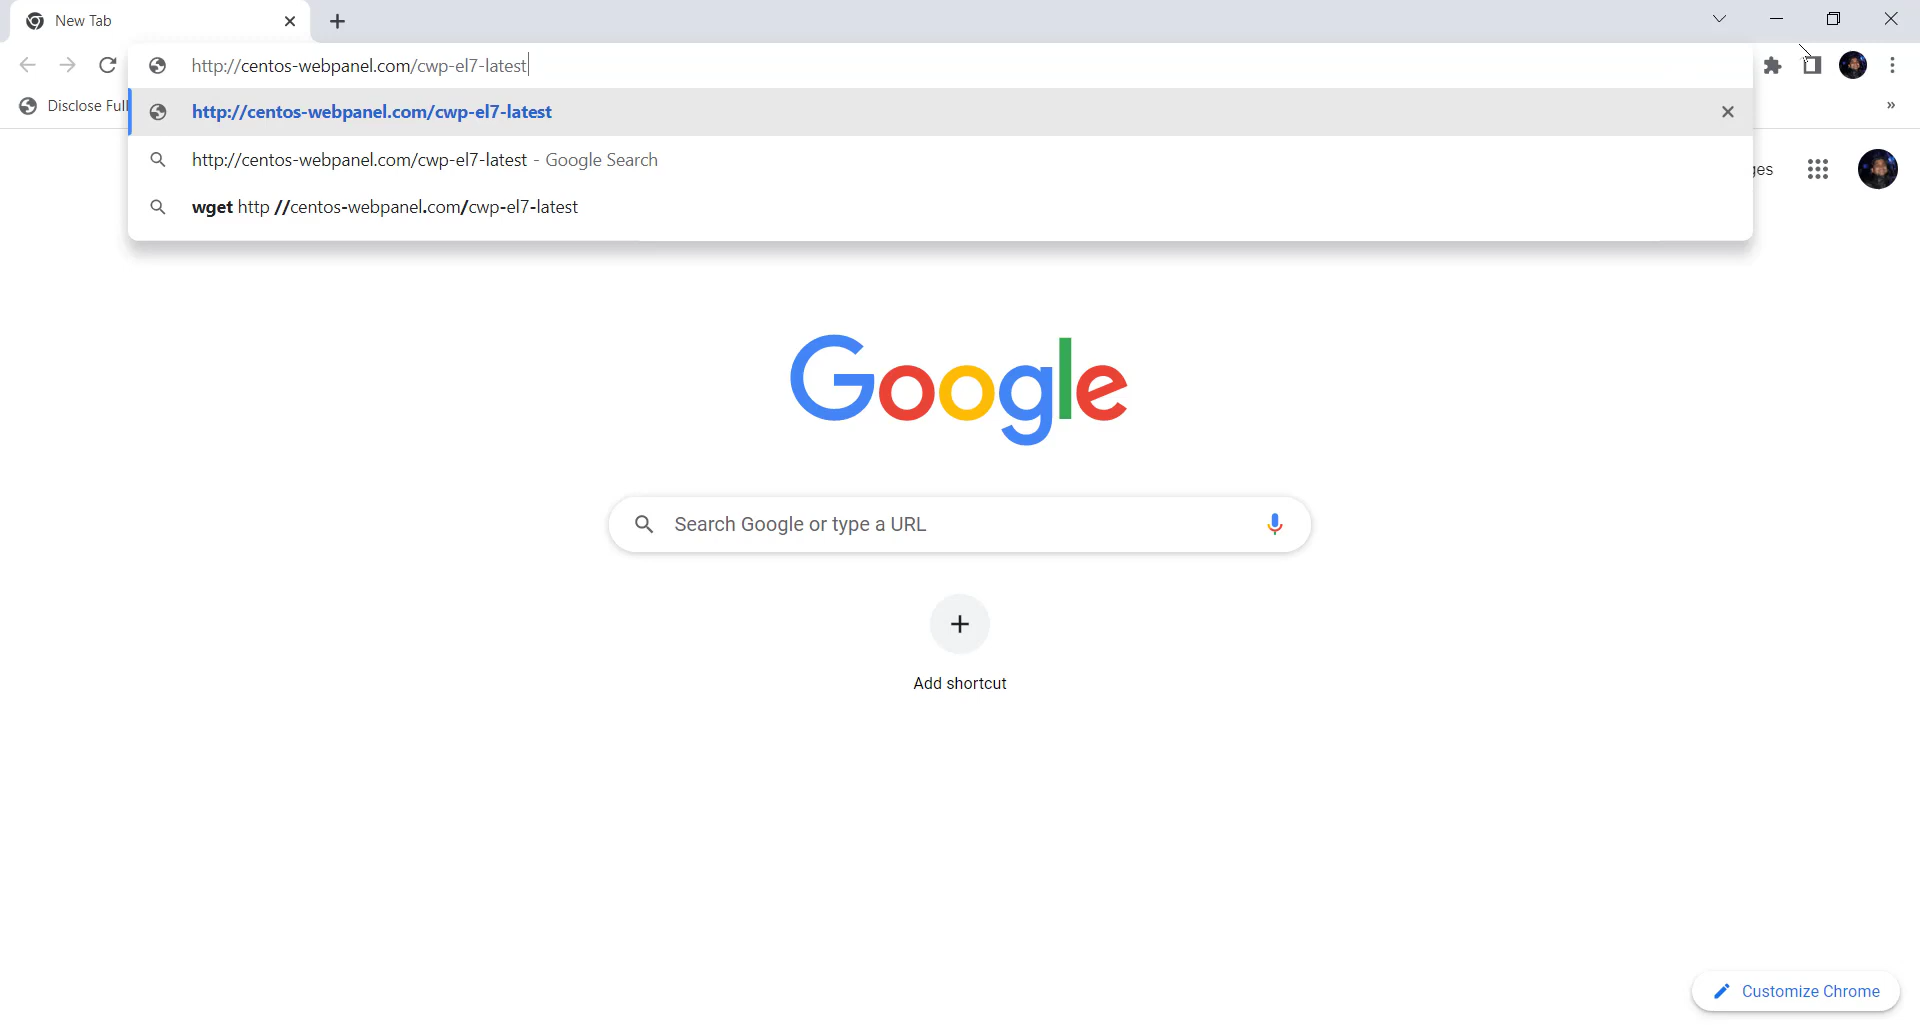 New Tab
http://centos-webpanel.com/cwp-el7-latest
Disclose Full
http://centos-webpanel.com/cwp-el7-latest
http://centos-webpanel.com/cwp-el7-latest - Google Search
wget http //centos-webpanel.com/cwp-el7-latest
Google
Search Google or type a URL
Add shortcut
Customize Chrome